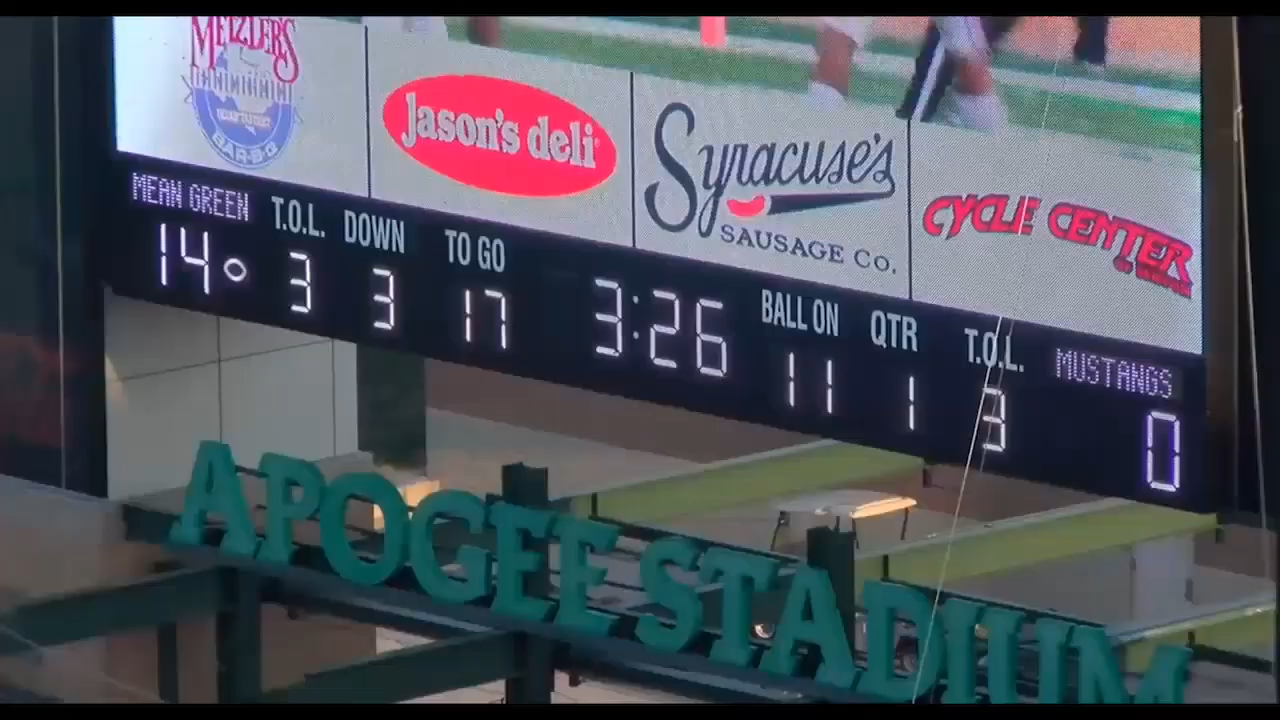 METZLER'S
BAR-B-Q
Jason's deli
Syracuse's
SAUSAGE CO.
CYCLE CENTER
MEAN GREEN T.O.L. DOWN TO GO BALL ON QTR T.O.L. MUSTANGS
14 3 3 17 3:26 11 1 3 0
APOGEE STADIUM